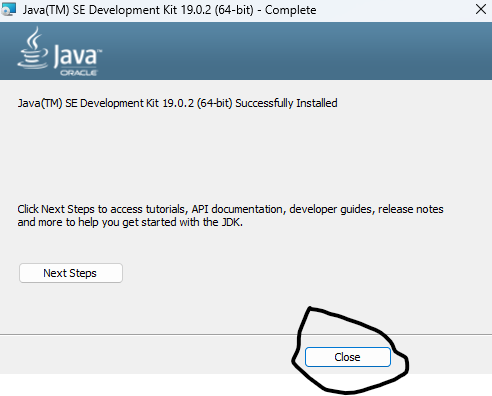 Java(TM) SE Development Kit 19.0.2 (64-bit) - Complete
Java™
ORACLE
Java(TM) SE Development Kit 19.0.2 (64-bit) Successfully Installed
Click Next Steps to access tutorials, API documentation, developer guides, release notes
and more to help you get started with the JDK.
Next Steps
Close